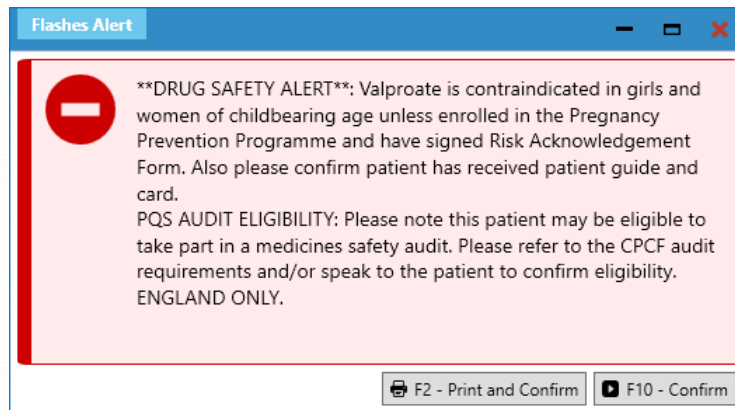 Flashes Alert
**DRUG SAFETY ALERT**: Valproate is contraindicated in girls and
women of childbearing age unless enrolled in the Pregnancy
Prevention Programme and have signed Risk Acknowledgement
Form. Also please confirm patient has received patient guide and
card.
PQS AUDIT ELIGIBILITY: Please note this patient may be eligible to
take part in a medicines safety audit. Please refer to the CPCF audit
requirements and/or speak to the patient to confirm eligibility.
ENGLAND ONLY.
F2 - Print and Confirm
F10 - Confirm